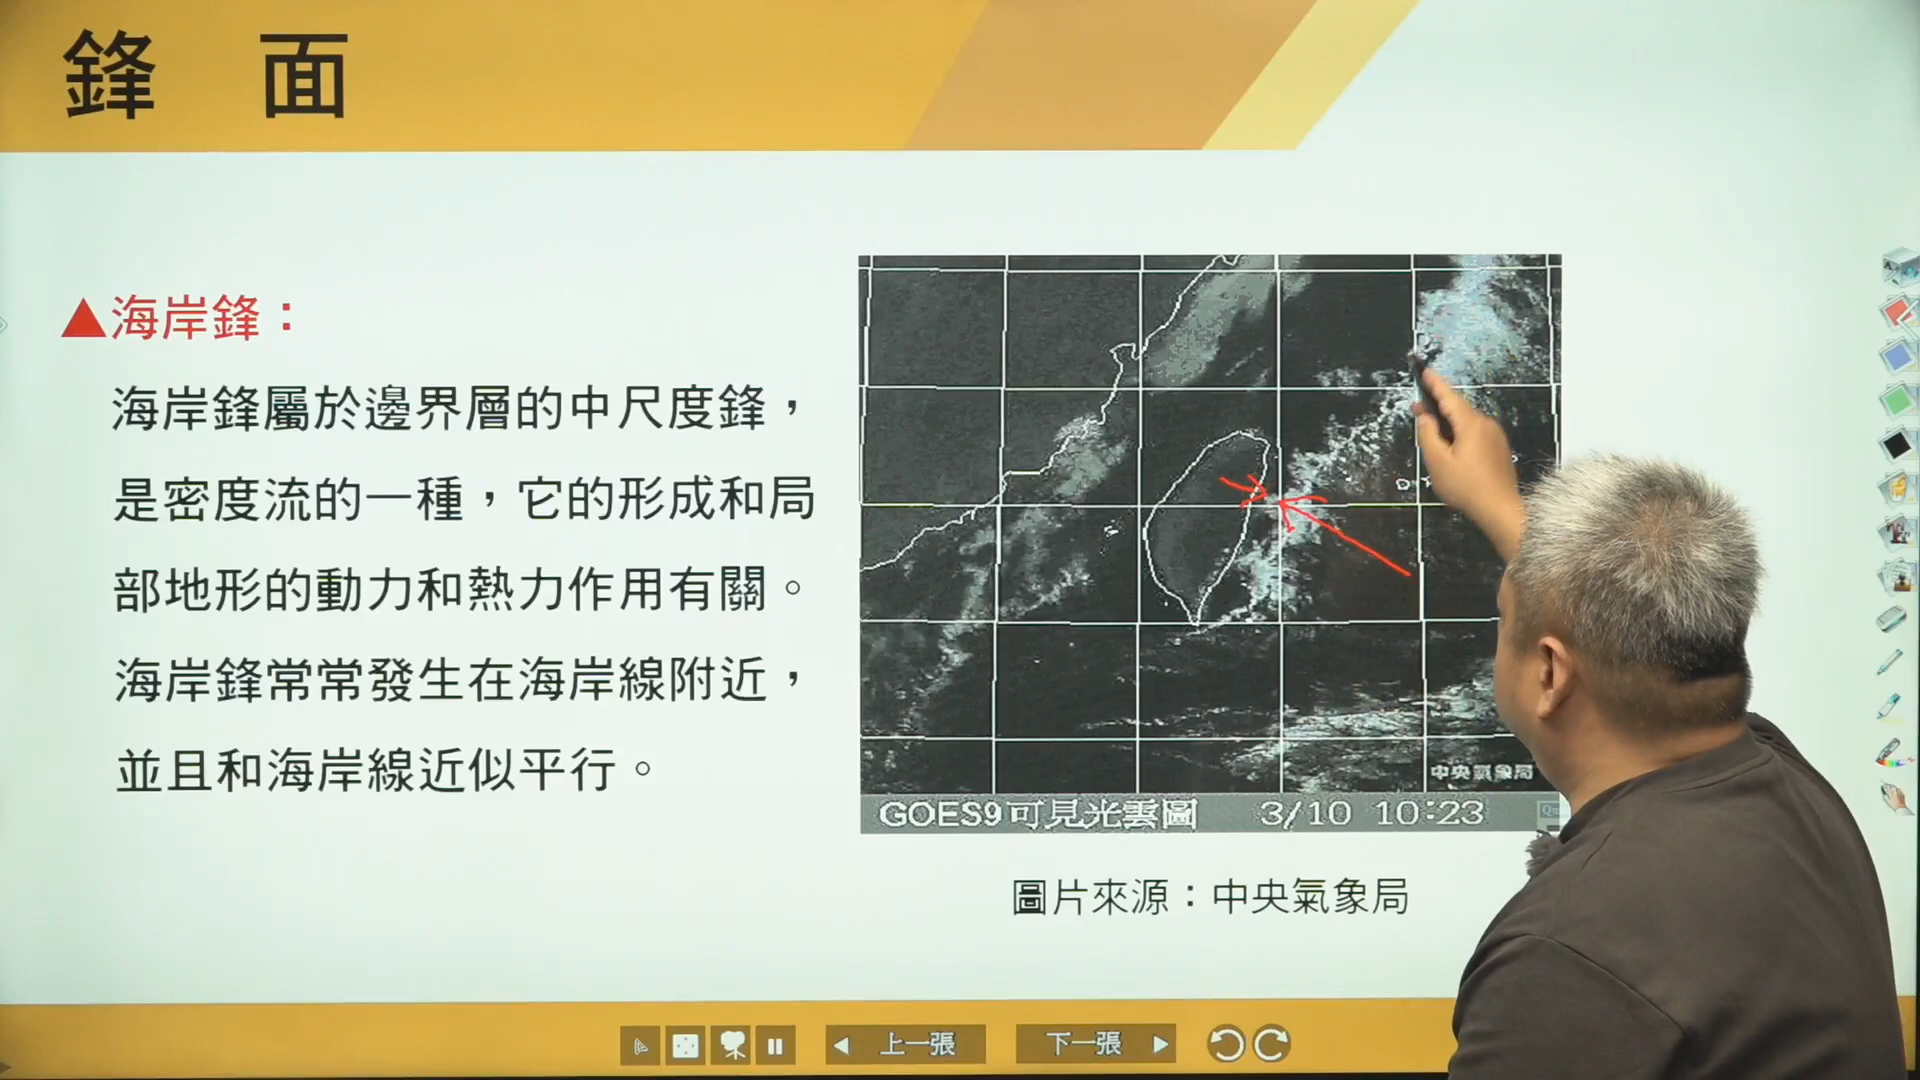 鋒 面
▲海岸鋒：
海岸鋒屬於邊界層的中尺度鋒，
是密度流的一種，它的形成和局
部地形的動力和熱力作用有關。
海岸鋒常常發生在海岸線附近，
並且和海岸線近似平行。
中央氣象局
GOES9可見光雲圖 3/10 10:23
圖片來源：中央氣象局
上一張
下一張